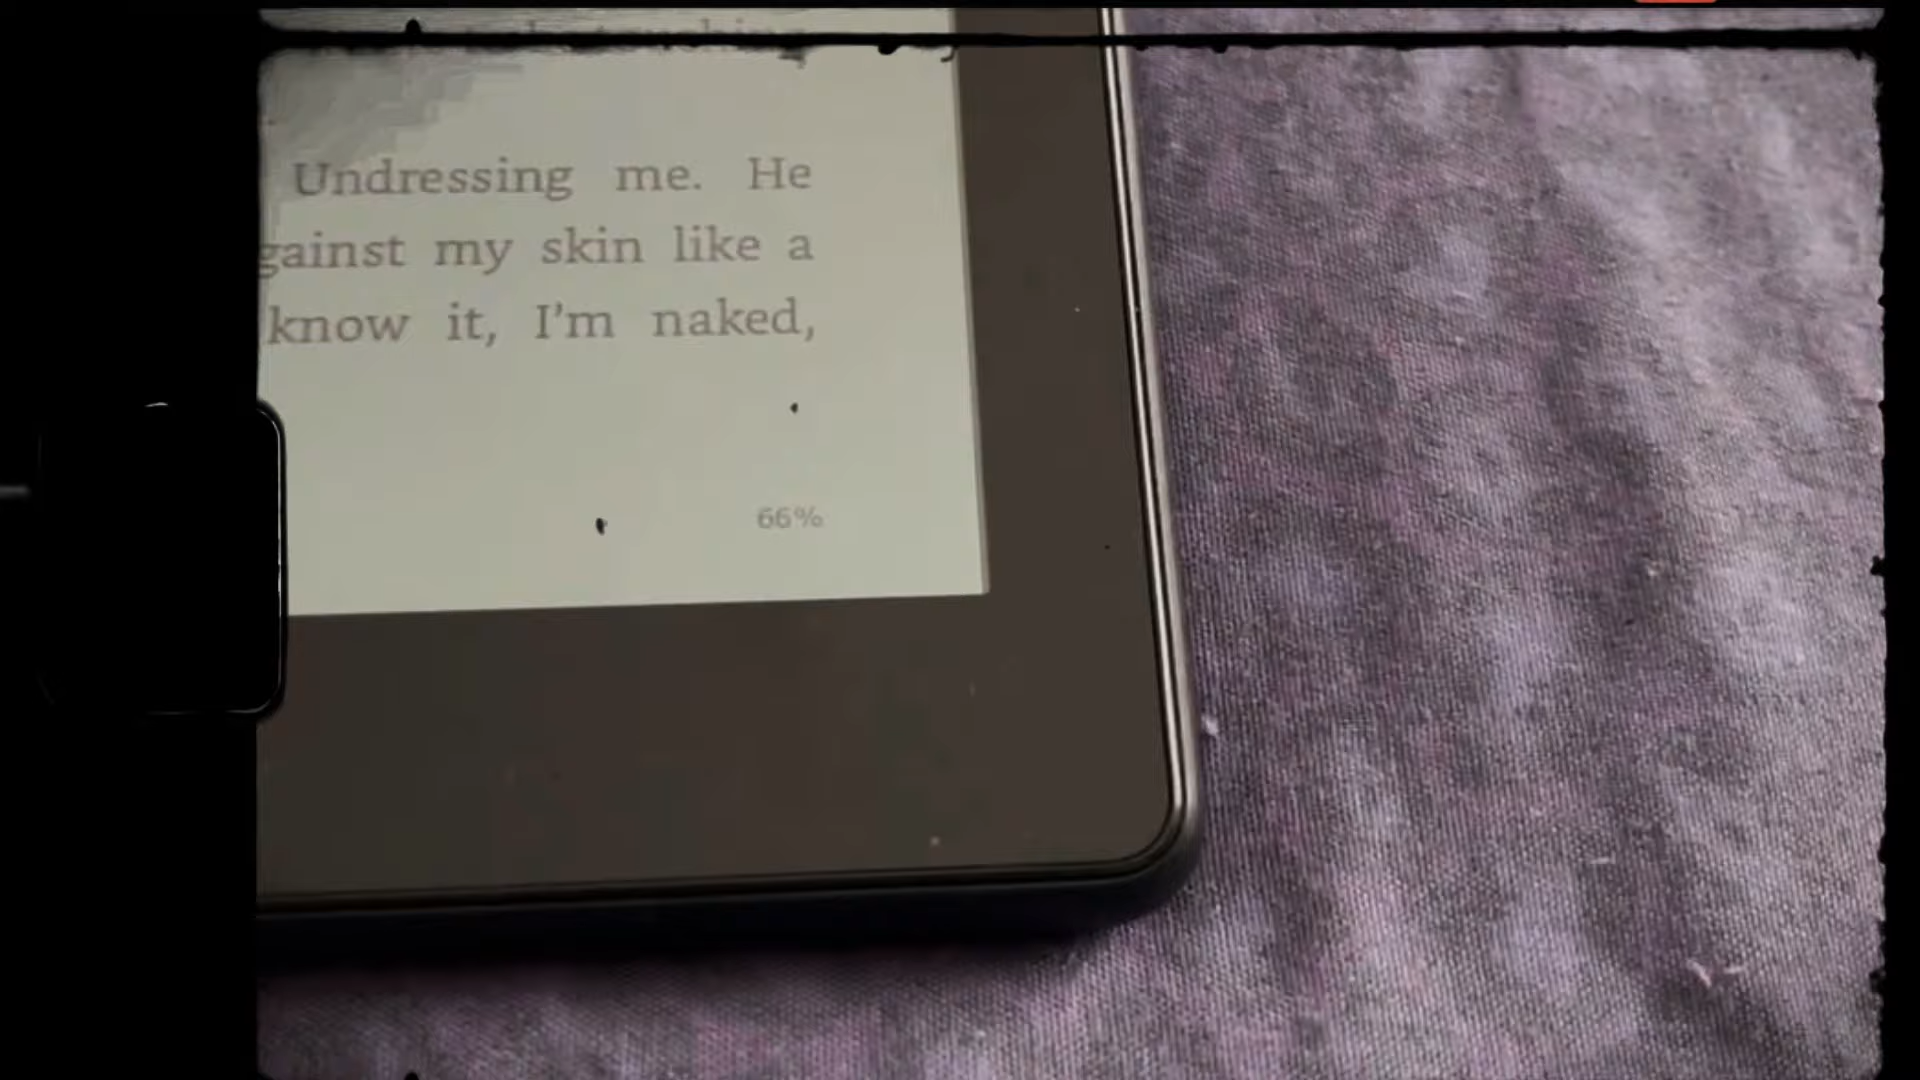 Undressing me. He
gainst my skin like a
know it, I'm naked,
66%